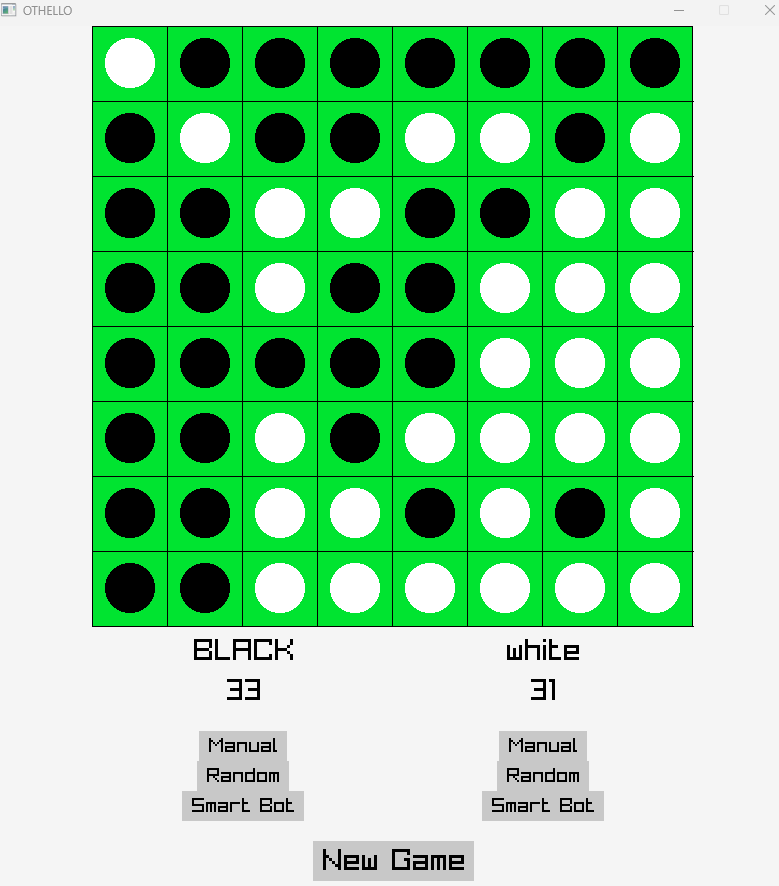 OTHELLO
BLACK white
33 31
Manual Manual
Random Random
Smart Bot Smart Bot
New Game